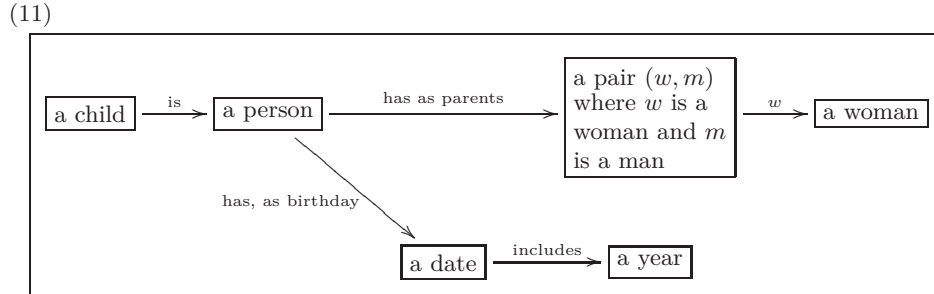 (11)
a child
is
a person
has as parents
a pair (w, m)
where w is a
woman and m
is a man
w
a woman
has, as birthday
a date
includes
a year